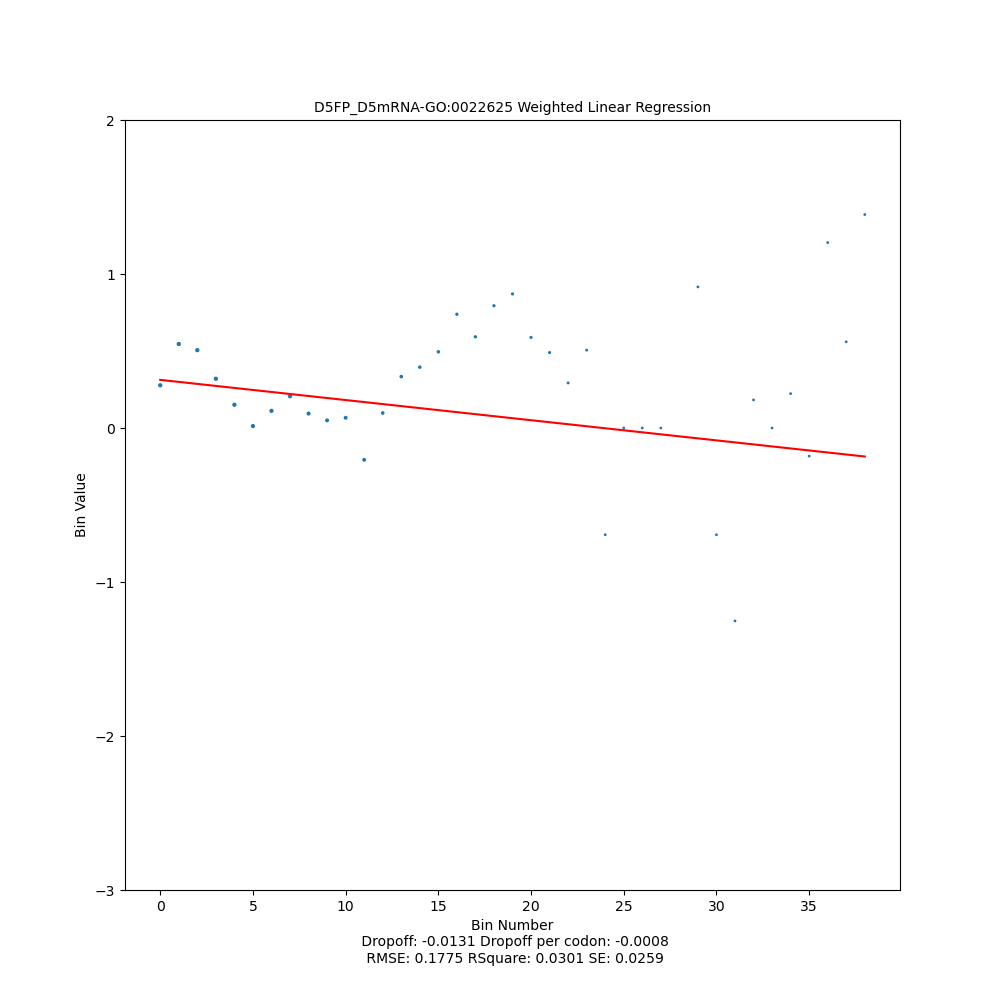 D5FP_D5mRNA-GO:0022625 Weighted Linear Regression
2
1
0
−1
−2
−3
Bin Value
0 5 10 15 20 25 30 35
Bin Number
Dropoff: -0.0131 Dropoff per codon: -0.0008
RMSE: 0.1775 RSquare: 0.0301 SE: 0.0259